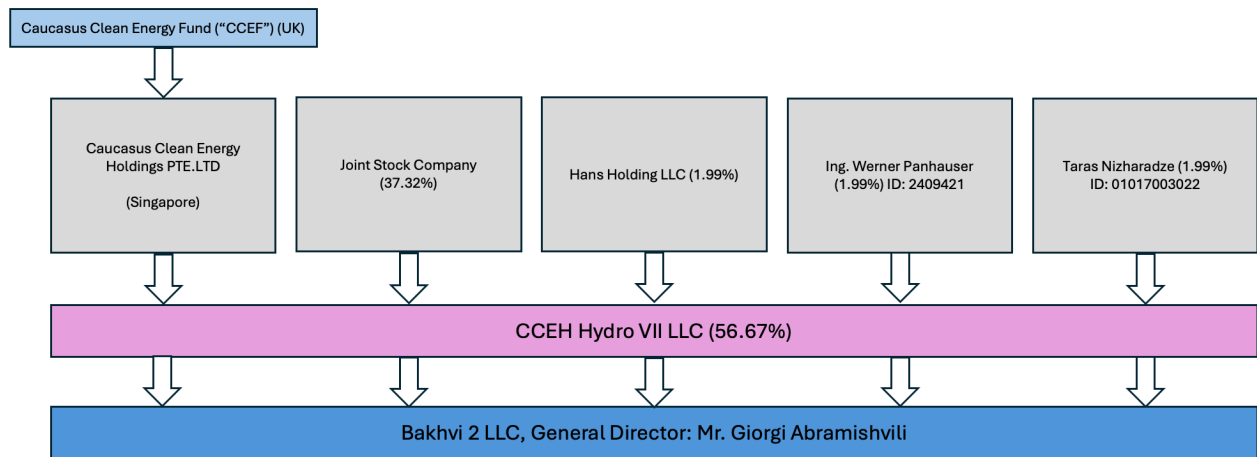 Caucasus Clean Energy Fund (“CCEF”) (UK)
Caucasus Clean Energy
Holdings PTE.LTD
(Singapore)
Joint Stock Company
(37.32%)
Hans Holding LLC (1.99%)
Ing. Werner Panhauser
(1.99%) ID: 2409421
Taras Nizharadze (1.99%)
ID: 01017003022
CCEH Hydro VII LLC (56.67%)
Bakhvi 2 LLC, General Director: Mr. Giorgi Abramishvili